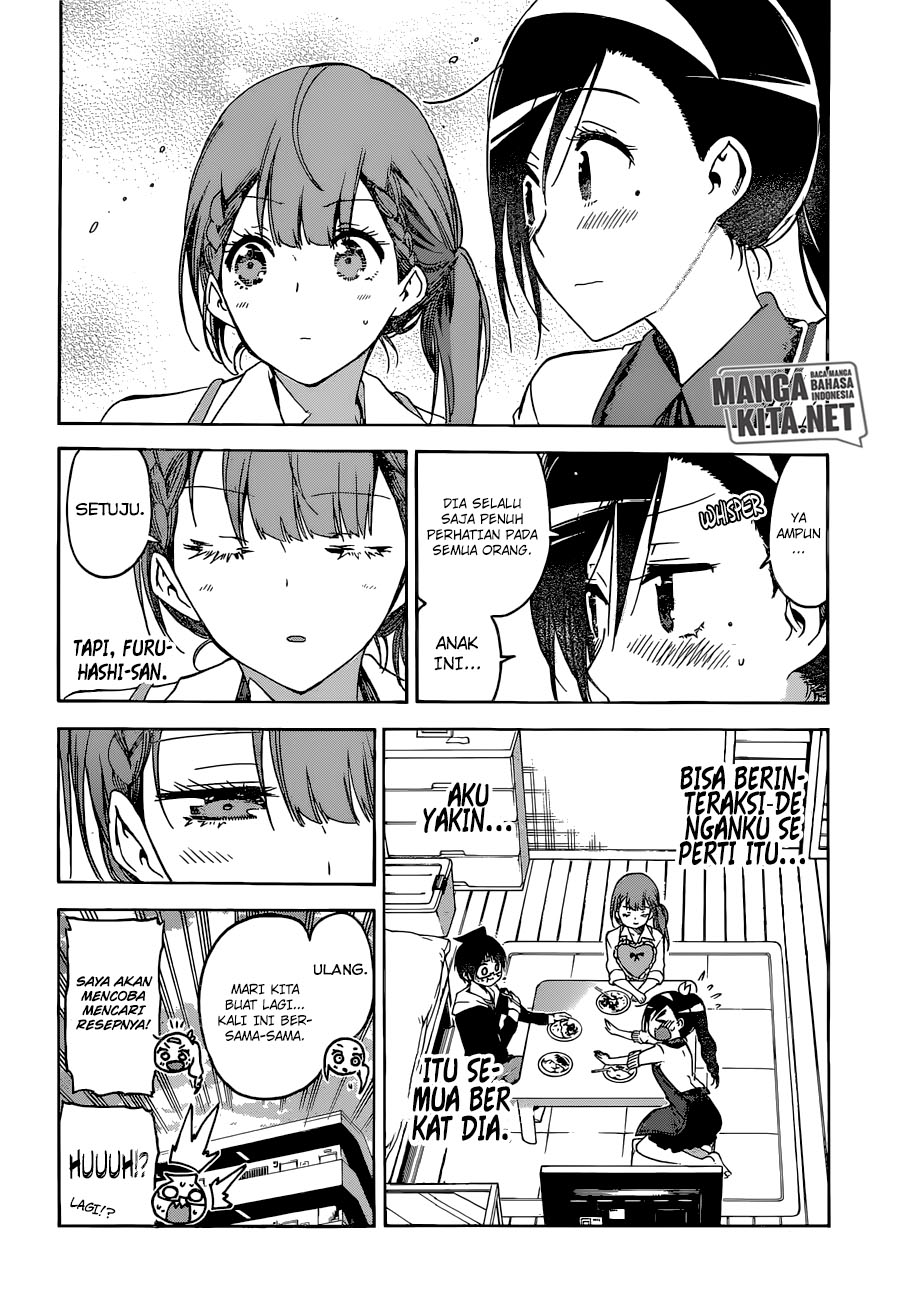 MANGA
KITA.NET
BACA MANGA
BAHASA
INDONESIA
YA
AMPUN
...
WHISPER
DIA SELALU
SAJA PENUH
PERHATIAN PADA
SEMUA ORANG.
ANAK
INI...
SETUJU.
TAPI, FURU-
HASHI-SAN.
BISA BERIN-
TERAKSI DE-
NGANKU SE
PERTI ITU...
AKU
YAKIN...
ITU SE-
MUA BER
KAT DIA.
ULANG.
MARI KITA
BUAT LAGI...
KALI INI BER-
SAMA-SAMA.
SAYA AKAN
MENCOBA
MENCARI
RESEPNYA!
HUUUH!?
LAGI!?